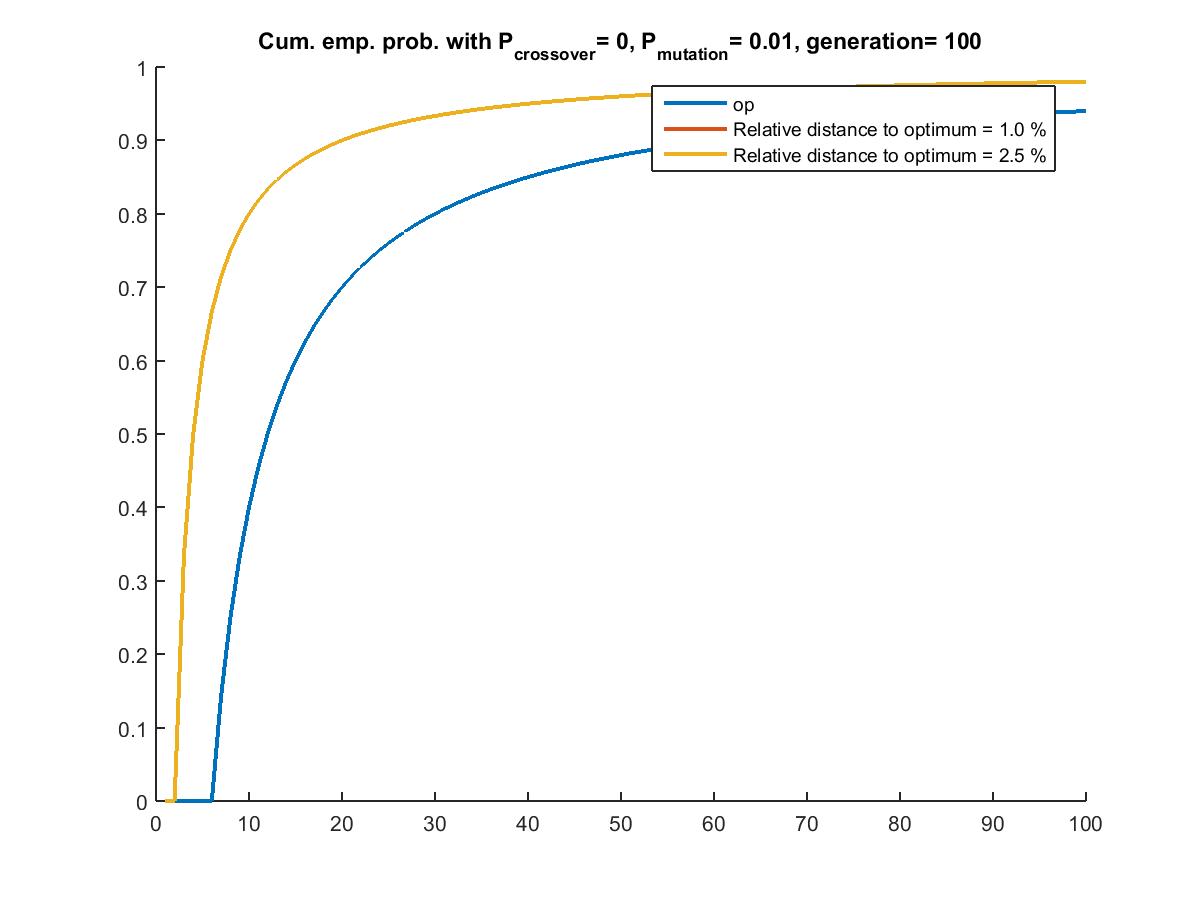 Cum. emp. prob. with P_crossover= 0, P_mutation= 0.01, generation= 100
op
Relative distance to optimum = 1.0 %
Relative distance to optimum = 2.5 %
1
0.9
0.8
0.7
0.6
0.5
0.4
0.3
0.2
0.1
0
0 10 20 30 40 50 60 70 80 90 100